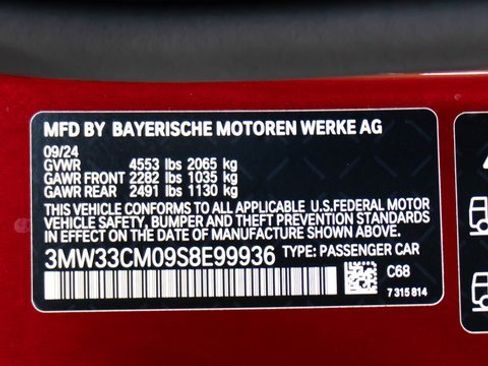 MFD BY BAYERISCHE MOTOREN WERKE AG
09/24
GVWR 4553 lbs 2065 kg
GAWR FRONT 2282 lbs 1035 kg
GAWR REAR 2491 lbs 1130 kg
THIS VEHICLE CONFORMS TO ALL APPLICABLE U.S.FEDERAL MOTOR
VEHICLE SAFETY, BUMPER AND THEFT PREVENTION STANDARDS
IN EFFECT ON THE DATE OF MANUFACTURE SHOWN ABOVE.
3MW33CM09S8E99936 TYPE: PASSENGER CAR
C68
7 315 814